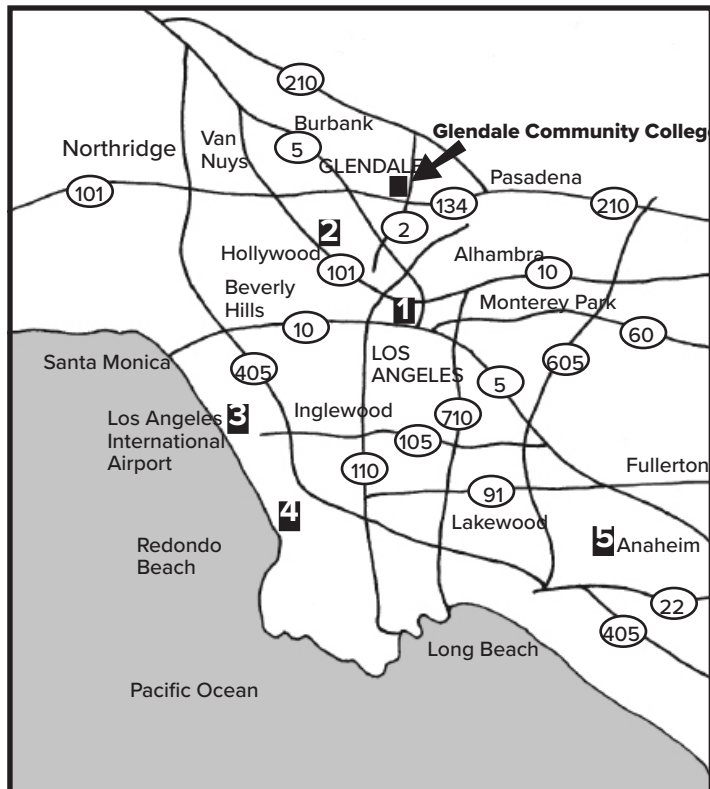 210
Burbank
Glendale Community Colleg
Van
Nuys
5
Northridge
GLENDALE
Pasadena
101
134
210
2
2
Hollywood
Alhambra
101
10
Beverly
Hills
1
Monterey Park
10
60
Santa Monica
LOS
ANGELES
605
405
5
3
Inglewood
Los Angeles
International
Airport
710
105
110
Fullerton
91
4
Lakewood
5
Anaheim
Redondo
Beach
22
405
Long Beach
Pacific Ocean